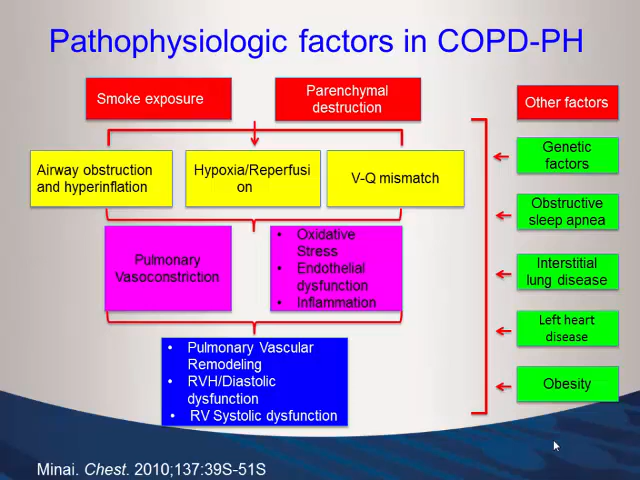 Pathophysiologic factors in COPD-PH
Smoke exposure
Parenchymal
destruction
Other factors
Airway obstruction
and hyperinflation
Hypoxia/Reperfusi
on
V-Q mismatch
Genetic
factors
Pulmonary
Vasoconstriction
• Oxidative
Stress
• Endothelial
dysfunction
• Inflammation
Obstructive
sleep apnea
Interstitial
lung disease
Left heart
disease
• Pulmonary Vascular
Remodeling
• RVH/Diastolic
dysfunction
• RV Systolic dysfunction
Obesity
Minai. Chest. 2010;137:39S-51S